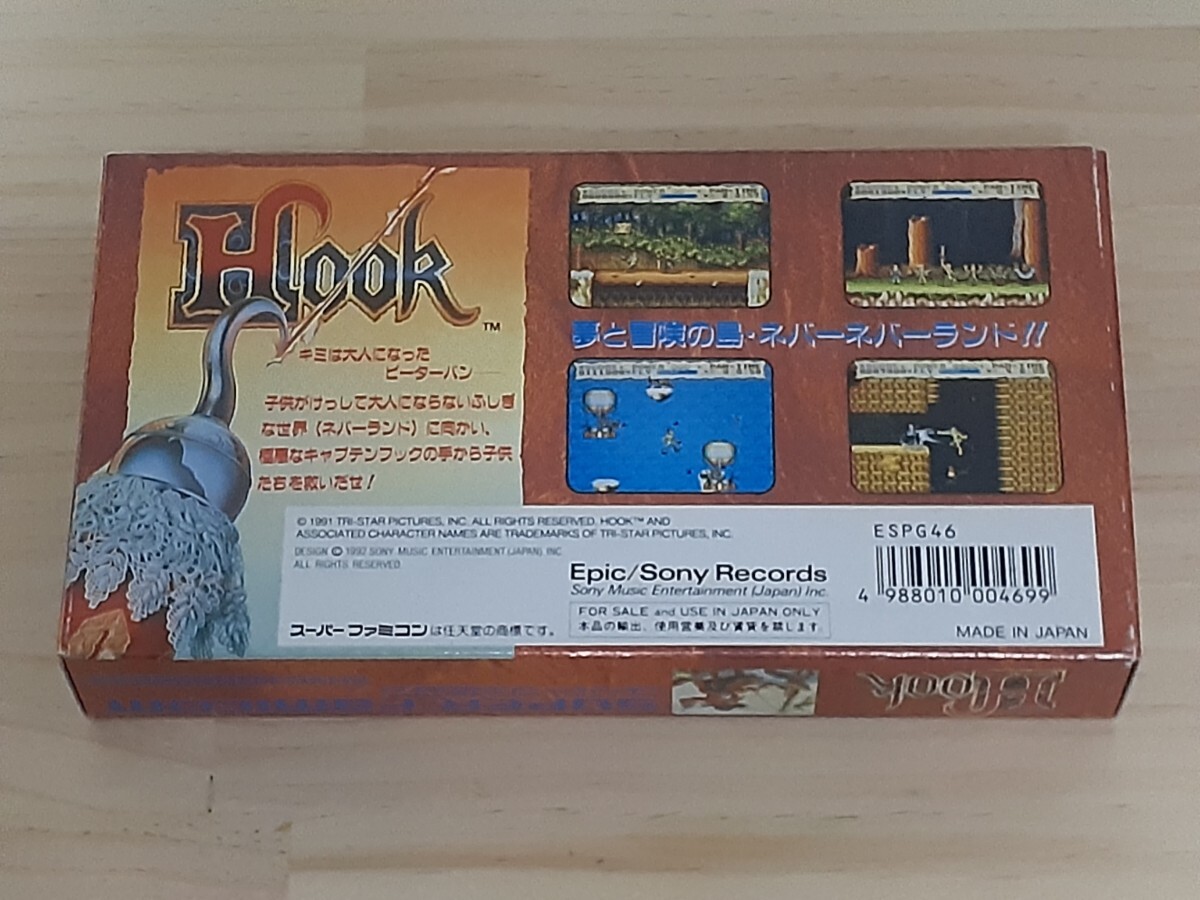 Hook™
キミは大人になった
ピーターパン——
子供がけっして大人にならないふしぎ
な世界（ネバーランド）に向かい、
極悪なキャプテンフックの手から子供
たちを救いだせ！
夢と冒険の島・ネバーネバーランド!!
© 1991 TRI-STAR PICTURES, INC. ALL RIGHTS RESERVED. HOOK™ AND
ASSOCIATED CHARACTER NAMES ARE TRADEMARKS OF TRI-STAR PICTURES, INC.
DESIGN © 1992 SONY MUSIC ENTERTAINMENT (JAPAN) INC.
ALL RIGHTS RESERVED.
Epic/Sony Records
Sony Music Entertainment (Japan) Inc.
FOR SALE and USE IN JAPAN ONLY
本品の輸出、使用営業及び賃貸を禁じます。
スーパーファミコンは任天堂の商標です。
ESPG46
4 988010 004699
MADE IN JAPAN
Hook